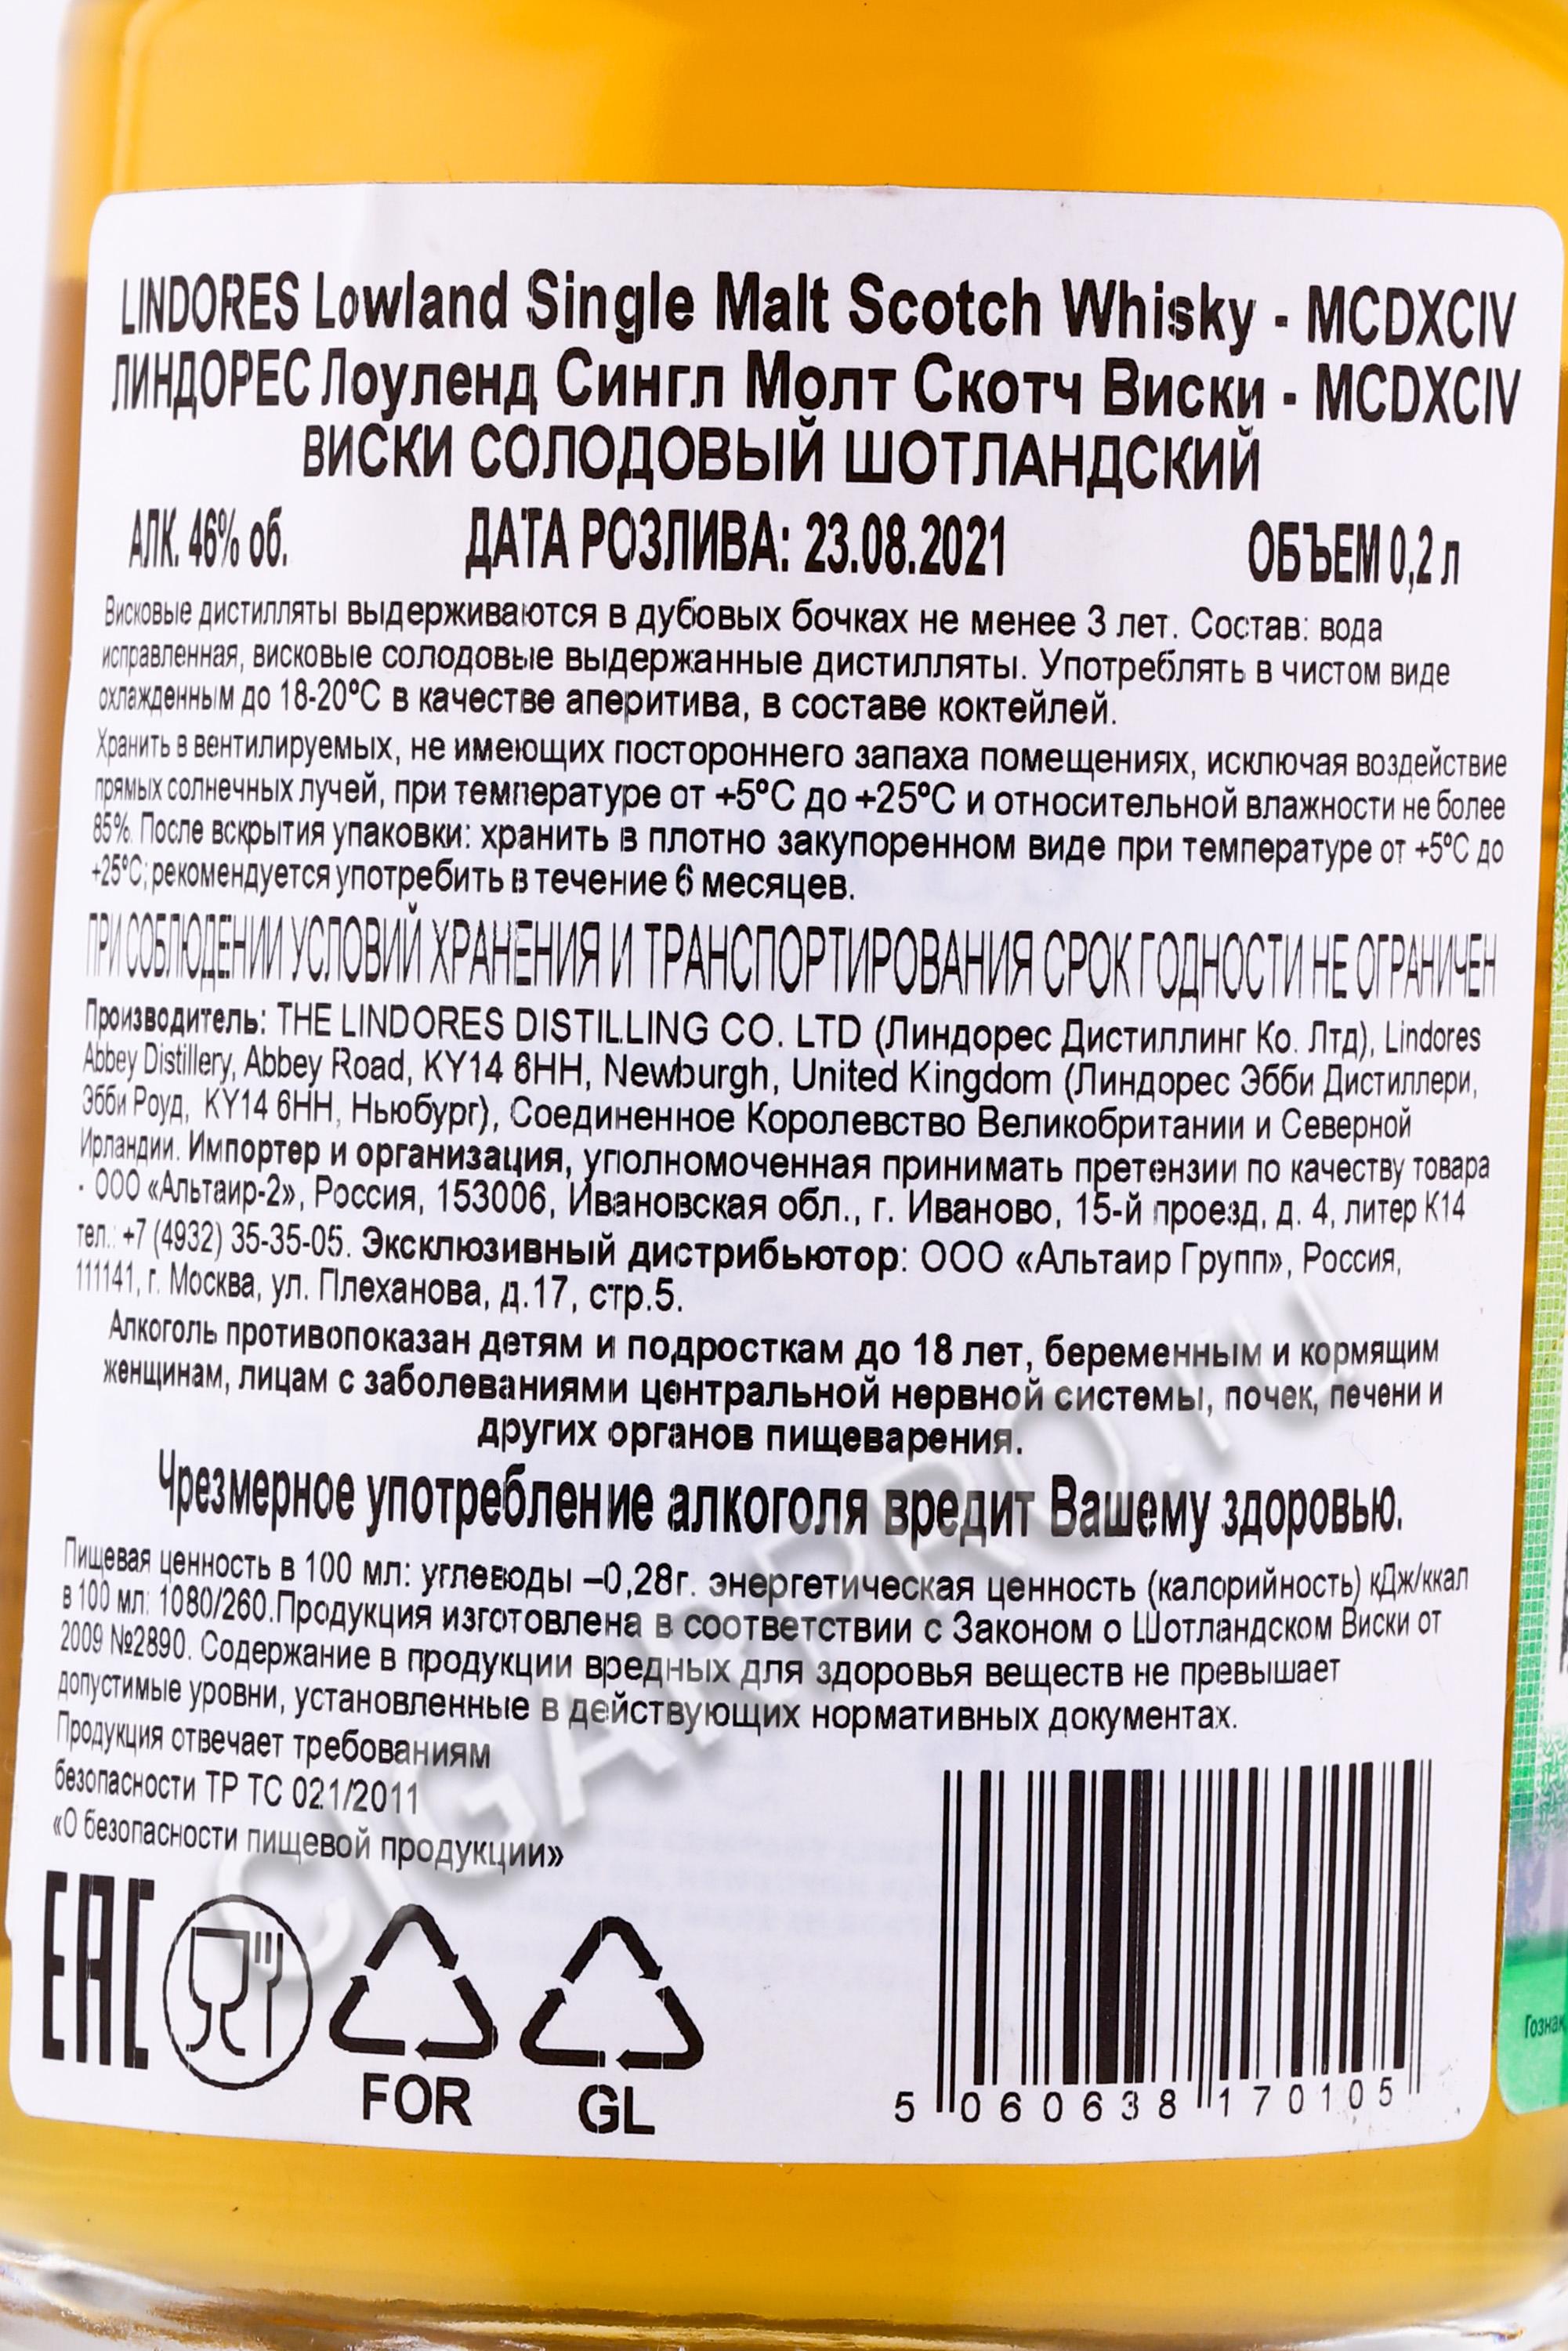 LINDORES Lowland Single Malt Scotch Whisky - MCDXCIV
ЛИНДОРЕС Лоуленд Сингл Молт Скотч Виски - MCDXCIV
ВИСКИ СОЛОДОВЫЙ ШОТЛАНДСКИЙ
АЛК. 46% об. ДАТА РОЗЛИВА: 23.08.2021 ОБЪЕМ 0,2 л
Висковые дистилляты выдерживаются в дубовых бочках не менее 3 лет. Состав: вода
исправленная, висковые солодовые выдержанные дистилляты. Употреблять в чистом виде
охлажденным до 18-20°С в качестве аперитива, в составе коктейлей.
Хранить в вентилируемых, не имеющих постороннего запаха помещениях, исключая воздействие
прямых солнечных лучей, при температуре от +5°С до +25°С и относительной влажности не более
85%. После вскрытия упаковки: хранить в плотно закупоренном виде при температуре от +5°С до
+25°С; рекомендуется употребить в течение 6 месяцев.
ПРИ СОБЛЮДЕНИИ УСЛОВИЙ ХРАНЕНИЯ И ТРАНСПОРТИРОВАНИЯ СРОК ГОДНОСТИ НЕ ОГРАНИЧЕН
Производитель: THE LINDORES DISTILLING CO. LTD (Линдорес Дистиллинг Ко. Лтд), Lindores
Abbey Distillery, Abbey Road, KY14 6HH, Newburgh, United Kingdom (Линдорес Эбби Дистиллери,
Эбби Роуд, KY14 6HH, Ньюбург), Соединенное Королевство Великобритании и Северной
Ирландии. Импортер и организация, уполномоченная принимать претензии по качеству товара
- ООО «Альтаир-2», Россия, 153006, Ивановская обл., г. Иваново, 15-й проезд, д. 4, литер К14
тел.: +7 (4932) 35-35-05. Эксклюзивный дистрибьютор: ООО «Альтаир Групп», Россия,
111141, г. Москва, ул. Плеханова, д.17, стр.5.
Алкоголь противопоказан детям и подросткам до 18 лет, беременным и кормящим
женщинам, лицам с заболеваниями центральной нервной системы, почек, печени и
других органов пищеварения.
Чрезмерное употребление алкоголя вредит Вашему здоровью.
Пищевая ценность в 100 мл: углеводы –0,28г. энергетическая ценность (калорийность) кДж/ккал
в 100 мл: 1080/260.Продукция изготовлена в соответствии с Законом о Шотландском Виски от
2009 №2890. Содержание в продукции вредных для здоровья веществ не превышает
допустимые уровни, установленные в действующих нормативных документах.
Продукция отвечает требованиям
безопасности ТР ТС 021/2011
«О безопасности пищевой продукции»
EAC
FOR
GL
5 060638 170105
Гознак
CIGARPRO.ru